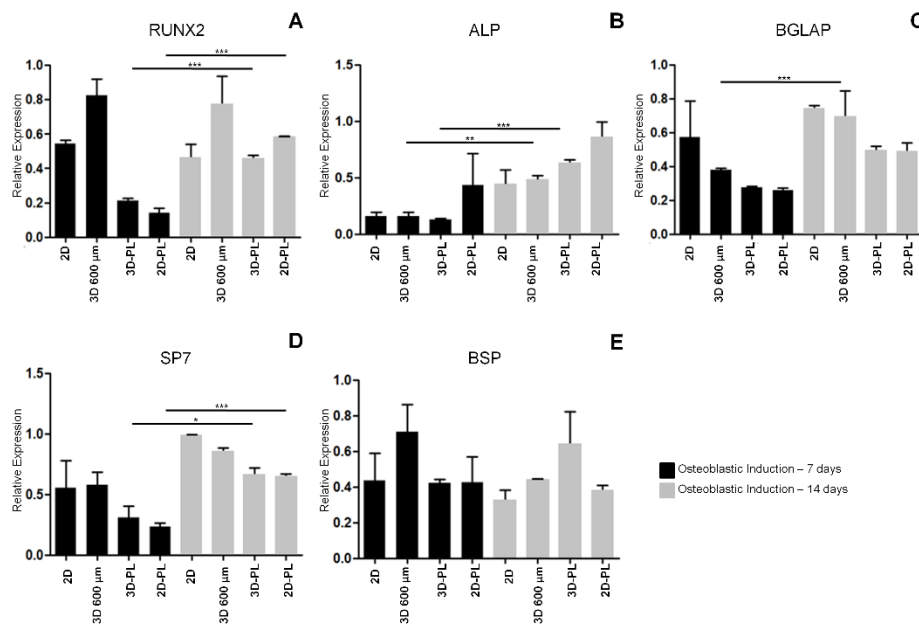 A
RUNX2
Relative Expression
1.0
0.8
0.6
0.4
0.2
0.0
***
***
2D
3D 600 µm
3D-PL
2D-PL
2D
3D 600 µm
3D-PL
2D-PL
B
ALP
Relative Expression
1.5
1.0
0.5
0.0
***
**
2D
3D 600 µm
3D-PL
2D-PL
2D
3D 600 µm
3D-PL
2D-PL
C
BGLAP
Relative Expression
1.0
0.8
0.6
0.4
0.2
0.0
***
2D
3D 600 µm
3D-PL
2D-PL
2D
3D 600 µm
3D-PL
2D-PL
D
SP7
Relative Expression
1.5
1.0
0.5
0.0
***
*
2D
3D 600 µm
3D-PL
2D-PL
2D
3D 600 µm
3D-PL
2D-PL
E
BSP
Relative Expression
1.0
0.8
0.6
0.4
0.2
0.0
2D
3D 600 µm
3D-PL
2D-PL
2D
3D 600 µm
3D-PL
2D-PL
Osteoblastic Induction – 7 days
Osteoblastic Induction – 14 days